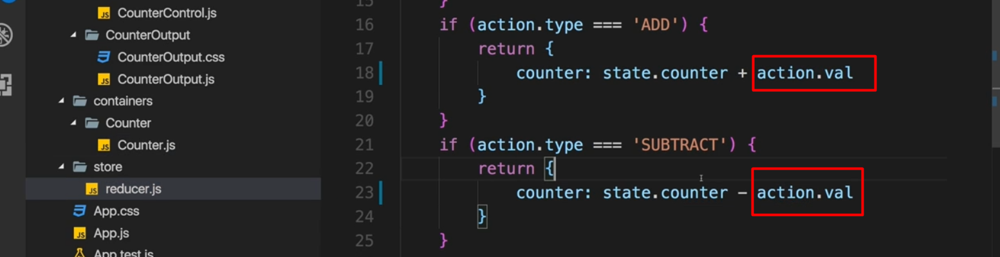 CounterControl.js
CounterOutput
CounterOutput.css
CounterOutput.js
containers
Counter
Counter.js
store
reducer.js
App.css
App.js
App.test.js
15 }
16 if (action.type === 'ADD') {
17 return {
18 counter: state.counter + action.val
19 }
20 }
21 if (action.type === 'SUBTRACT') {
22 return {
23 counter: state.counter - action.val
24 }
25 }